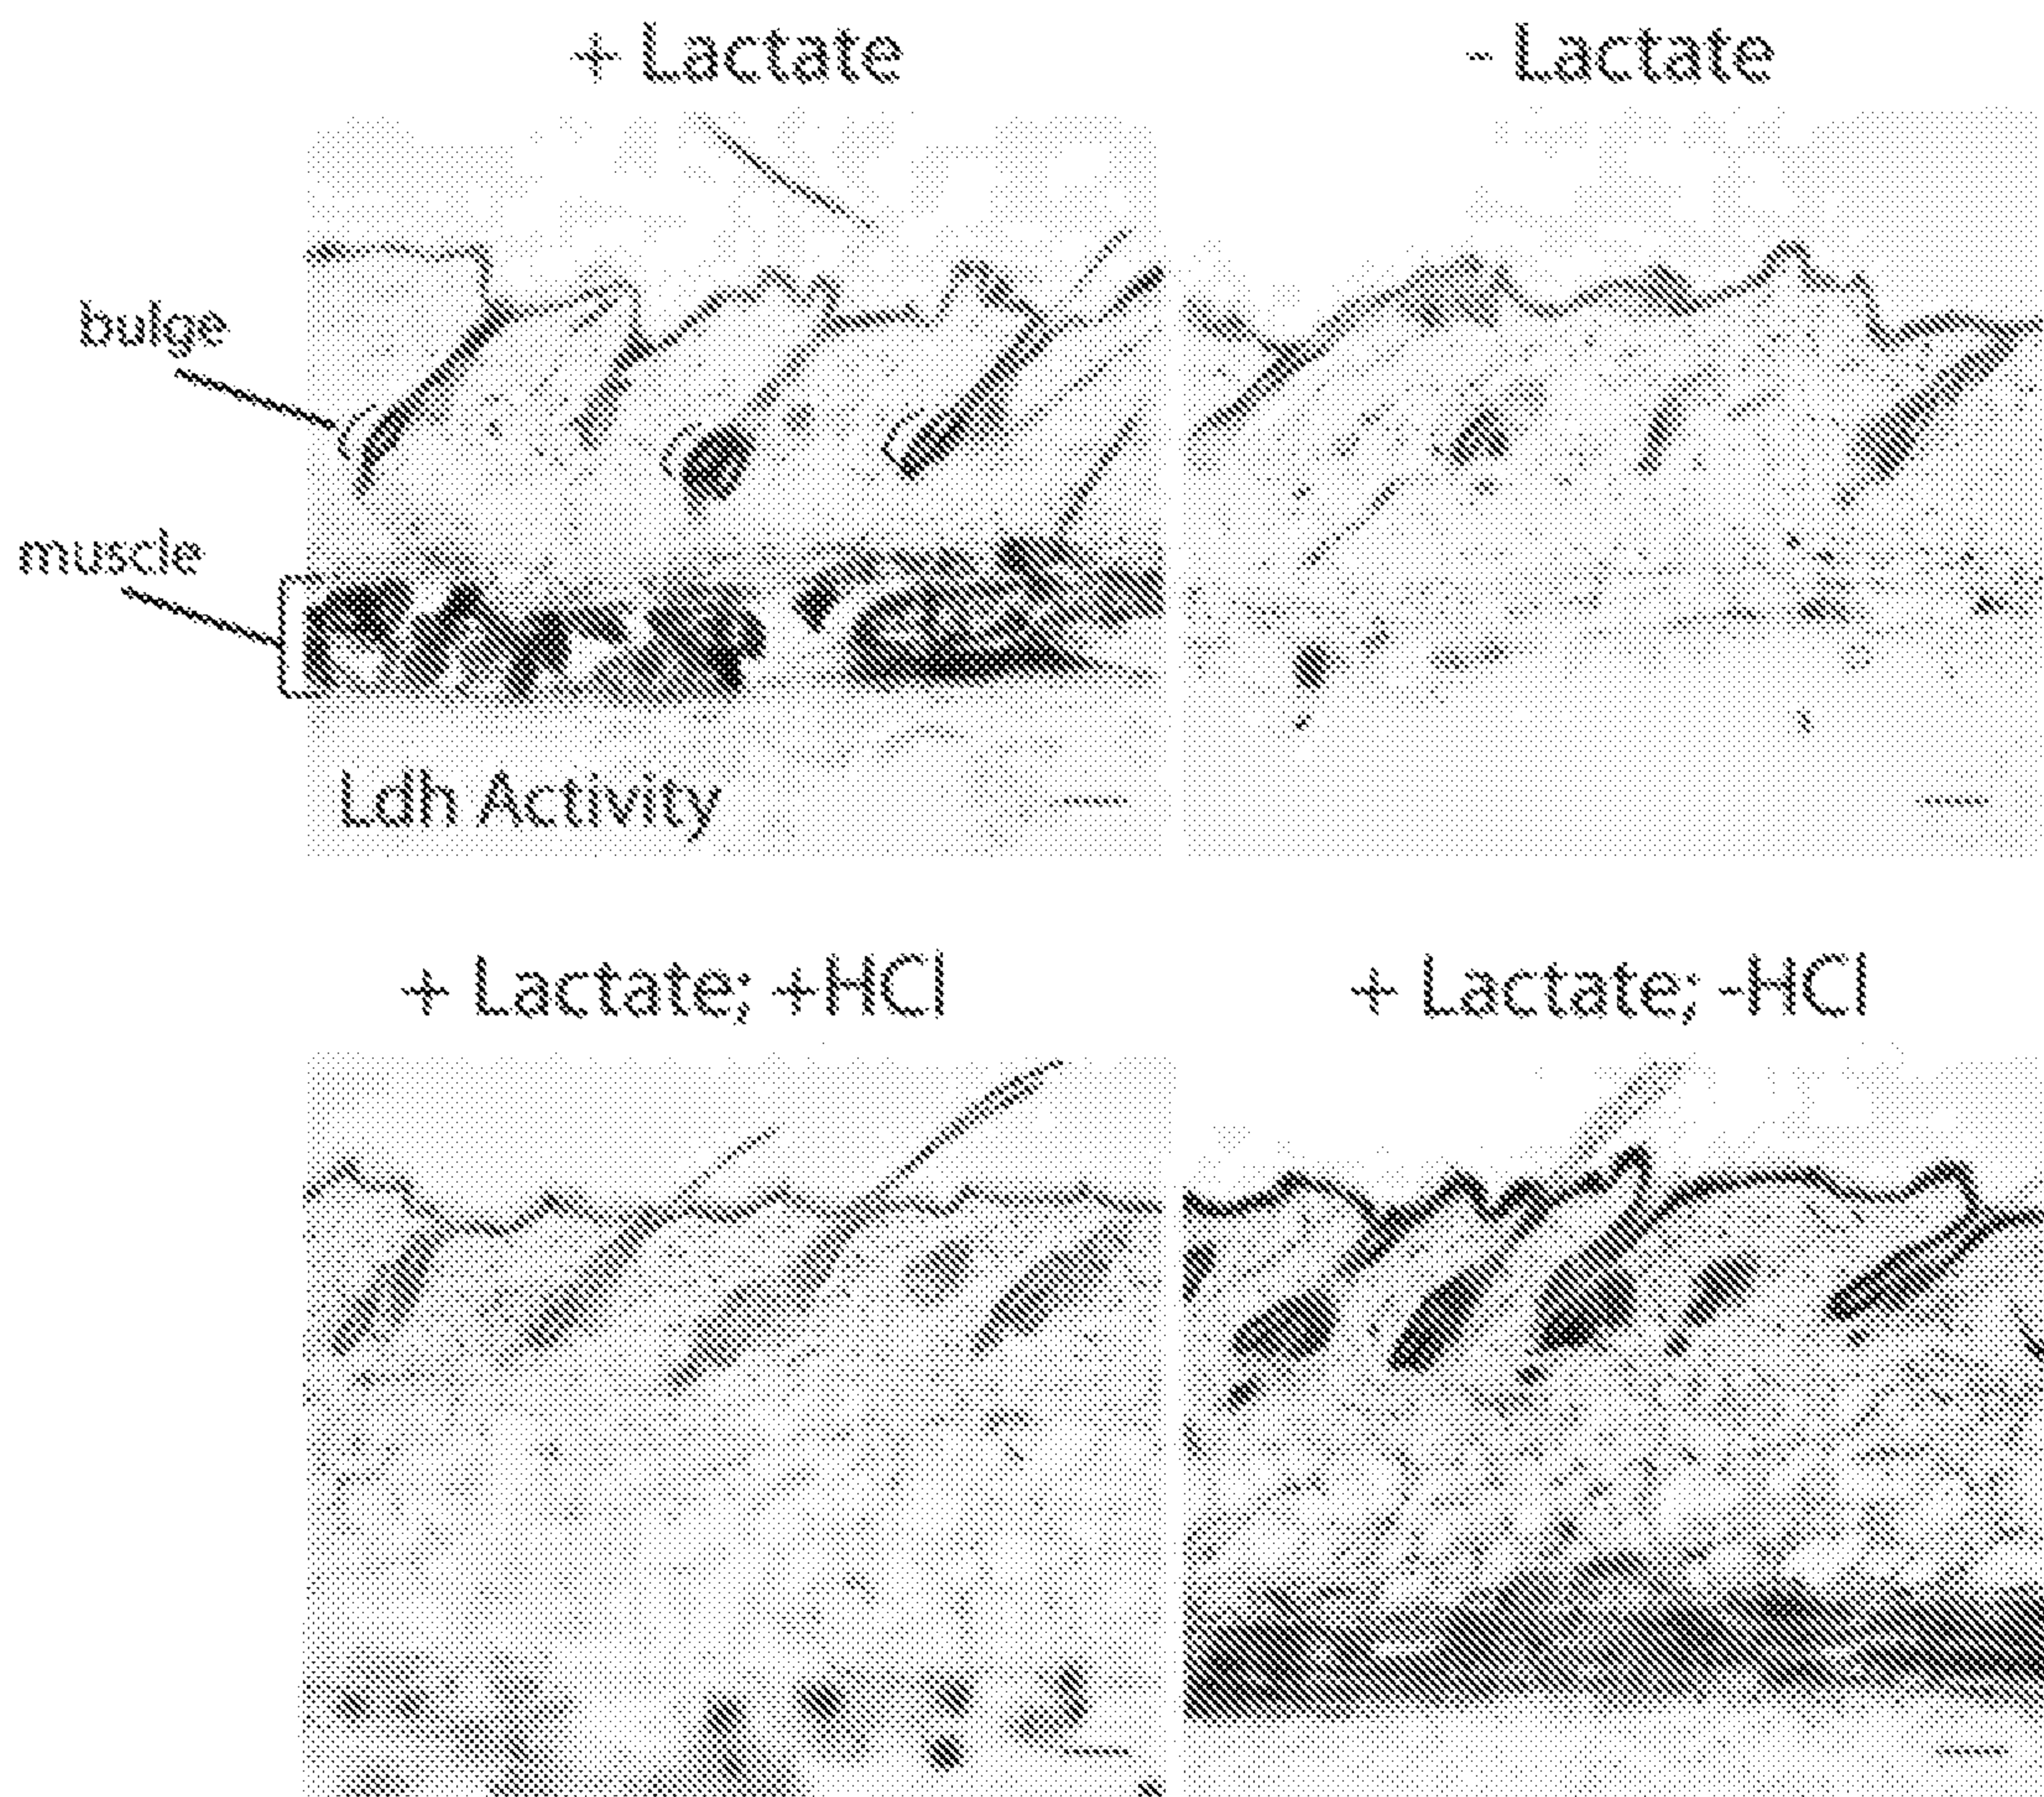 + Lactate
- Lactate
bulge
muscle
Ldh Activity
+ Lactate; +HCl
+ Lactate; -HCl